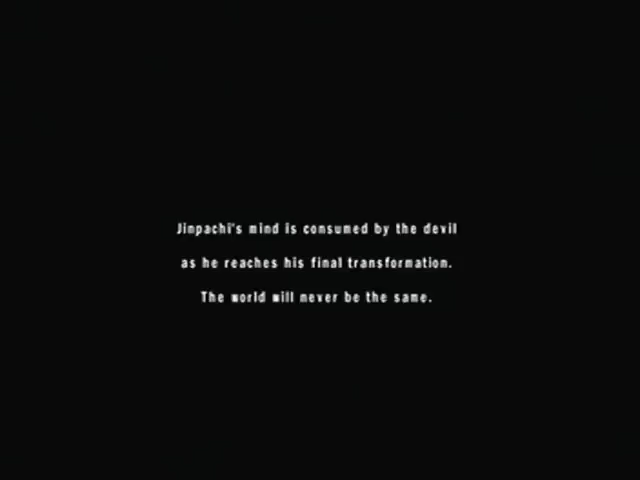 Jinpachi's mind is consumed by the devil
as he reaches his final transformation.
The world will never be the same.